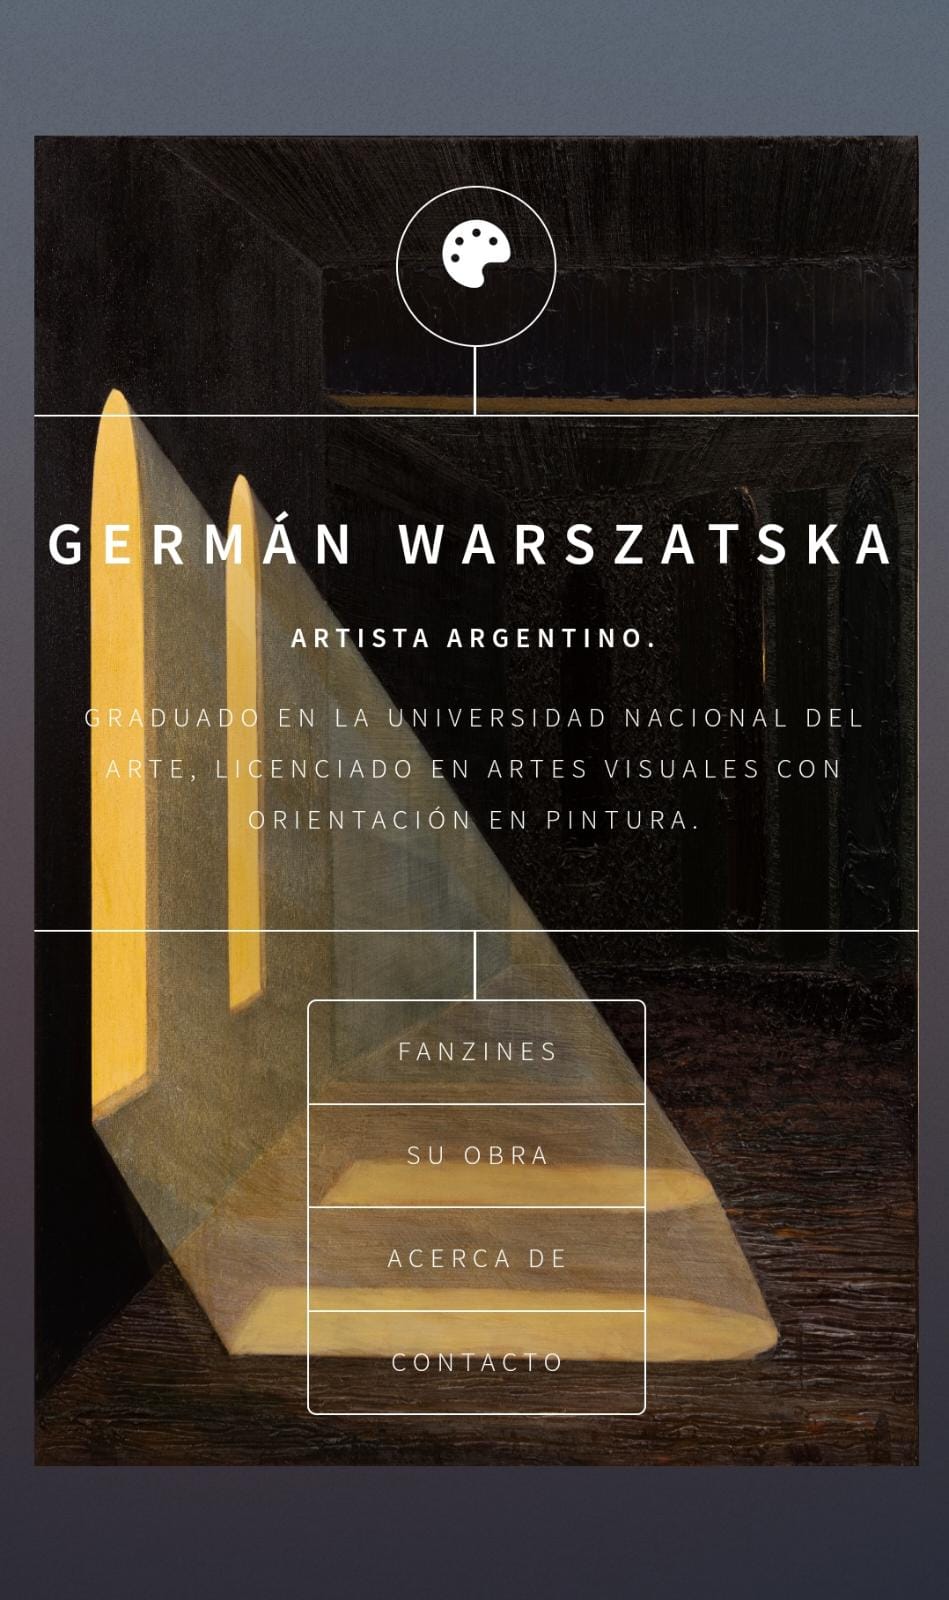 GERMÁN WARSZATSKA
ARTISTA ARGENTINO.
GRADUADO EN LA UNIVERSIDAD NACIONAL DEL
ARTE, LICENCIADO EN ARTES VISUALES CON
ORIENTACIÓN EN PINTURA.
FANZINES
SU OBRA
ACERCA DE
CONTACTO